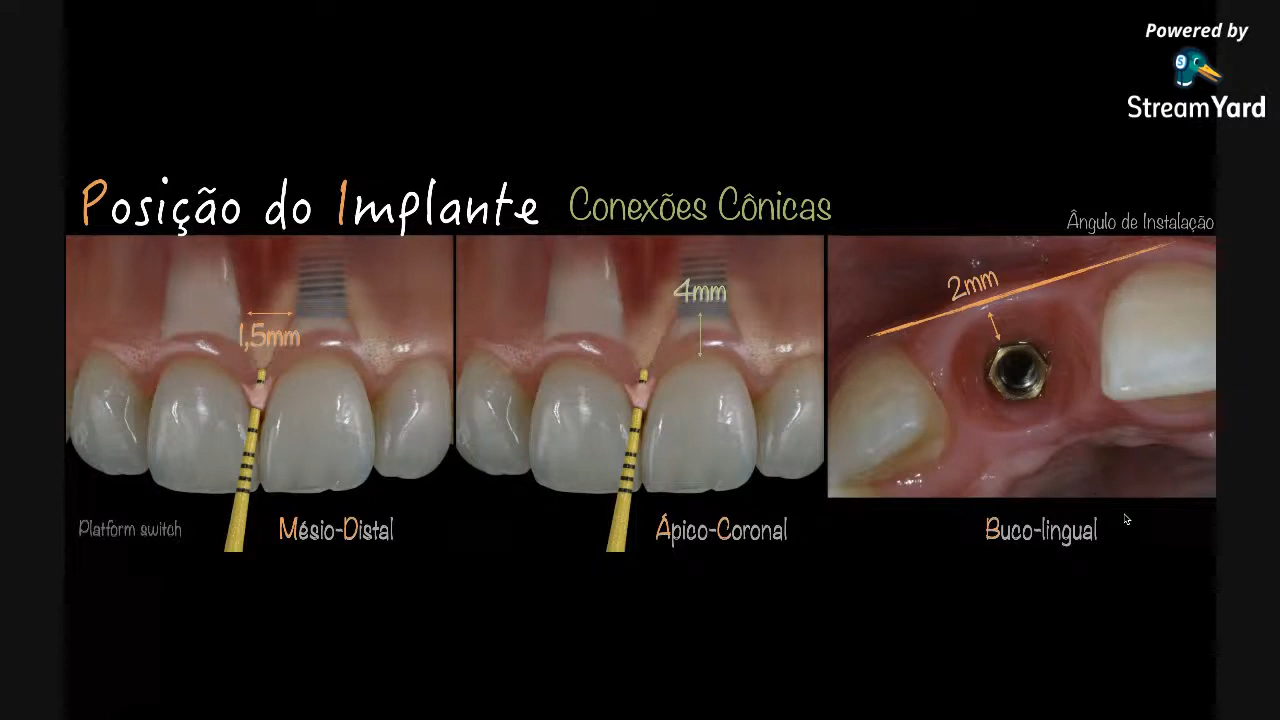 Powered by
StreamYard
Posição do Implante Conexões Cônicas
Ângulo de Instalação
1,5mm
4mm
2mm
Platform switch
Mésio-Distal
Ápico-Coronal
Buco-lingual